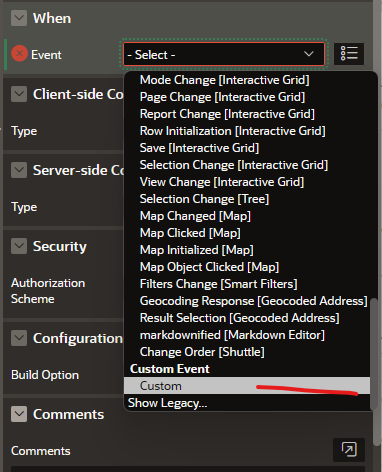 When
Event
- Select -
Mode Change [Interactive Grid]
Page Change [Interactive Grid]
Client-side Co
Report Change [Interactive Grid]
Type
Row Initialization [Interactive Grid]
Save [Interactive Grid]
Selection Change [Interactive Grid]
Server-side Co
View Change [Interactive Grid]
Selection Change [Tree]
Type
Map Changed [Map]
Map Clicked [Map]
Security
Map Initialized [Map]
Map Object Clicked [Map]
Authorization
Scheme
Filters Change [Smart Filters]
Geocoding Response [Geocoded Address]
Result Selection [Geocoded Address]
Configuration
markdownified [Markdown Editor]
Change Order [Shuttle]
Build Option
Custom Event
Custom
Show Legacy...
Comments
Comments